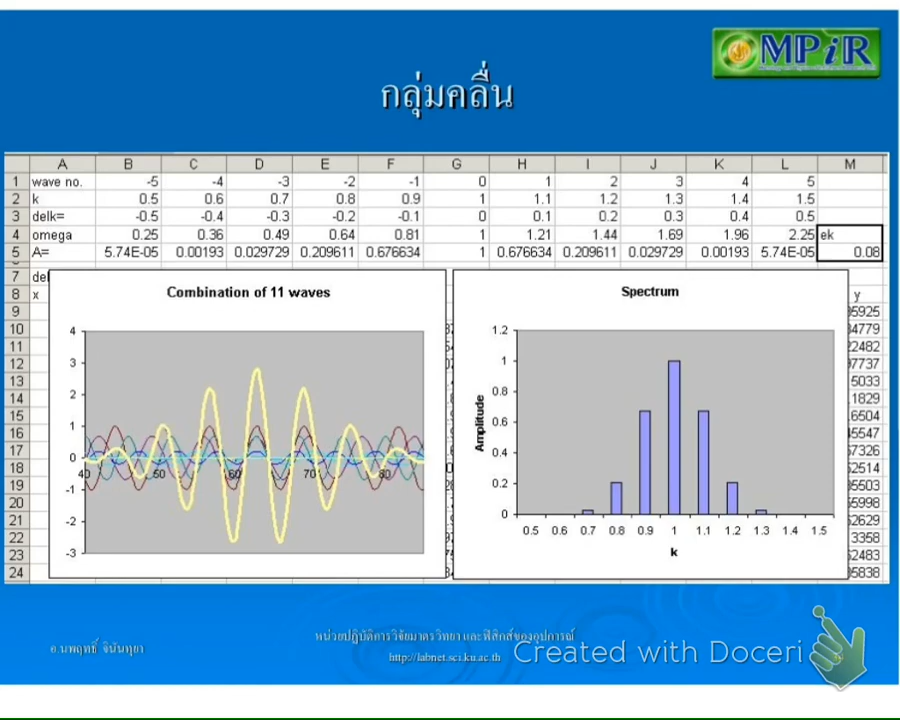 MPiR
กลุ่มคลื่น
A B C D E F G H I J K L M
1 wave no. -5 -4 -3 -2 -1 0 1 2 3 4 5
2 k 0.5 0.6 0.7 0.8 0.9 1 1.1 1.2 1.3 1.4 1.5
3 delk= -0.5 -0.4 -0.3 -0.2 -0.1 0 0.1 0.2 0.3 0.4 0.5
4 omega 0.25 0.36 0.49 0.64 0.81 1 1.21 1.44 1.69 1.96 2.25 ek
5 A= 5.74E-05 0.00193 0.029729 0.209611 0.676634 1 0.676634 0.209611 0.029729 0.00193 5.74E-05 0.08
7 del
8 x y
9
10
11
12
13
14
15
16
17
18
19
20
21
22
23
24
Combination of 11 waves
4
3
2
1
0
-1
-2
-3
40 50 60 70 80
Spectrum
Amplitude
1.2
1
0.8
0.6
0.4
0.2
0
0.5 0.6 0.7 0.8 0.9 1 1.1 1.2 1.3 1.4 1.5
k
อ.นพฤทธิ์ จินันทุยา
หน่วยปฏิบัติการวิจัยมาตรวิทยา และฟิสิกส์ของอุปกรณ์
http://labnet.sci.ku.ac.th
Created with Doceri